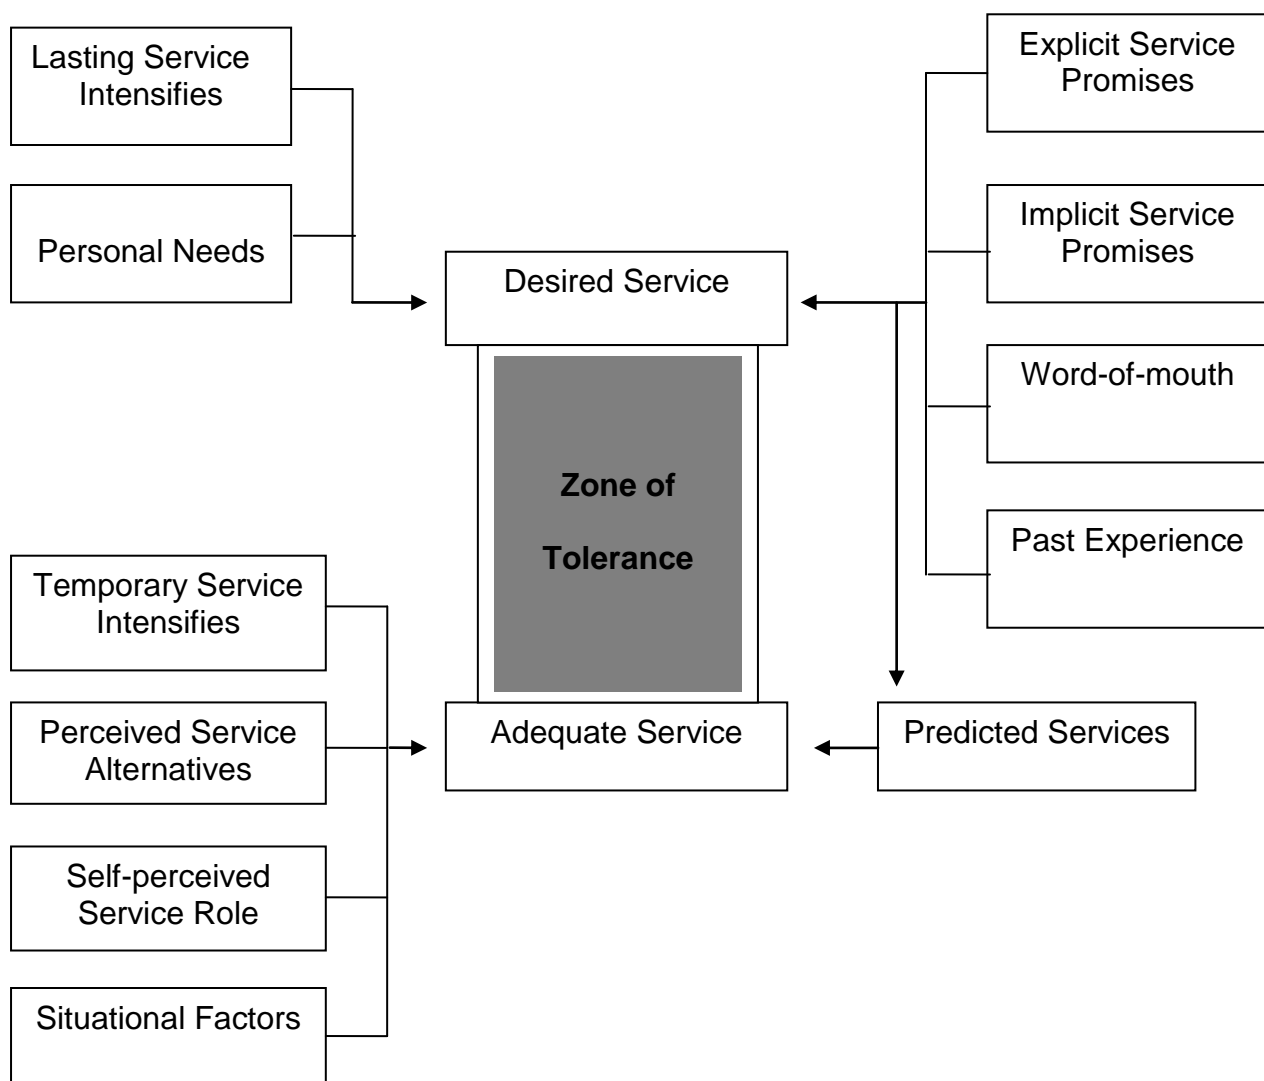 Lasting Service
Intensifies
Personal Needs
Explicit Service
Promises
Implicit Service
Promises
Desired Service
Word-of-mouth
Zone of
Tolerance
Past Experience
Temporary Service
Intensifies
Perceived Service
Alternatives
Adequate Service
Predicted Services
Self-perceived
Service Role
Situational Factors